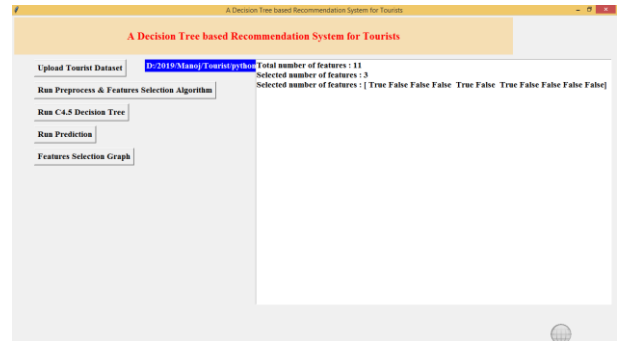 A Decision Tree based Recommendation System for Tourists
A Decision Tree based Recommendation System for Tourists
Upload Tourist Dataset
D:/2019/Manoj/Tourist/python
Total number of features : 11
Selected number of features : 3
Selected number of features : [ True False False False  True False  True False False False False]
Run Preprocess & Features Selection Algorithm
Run C4.5 Decision Tree
Run Prediction
Features Selection Graph